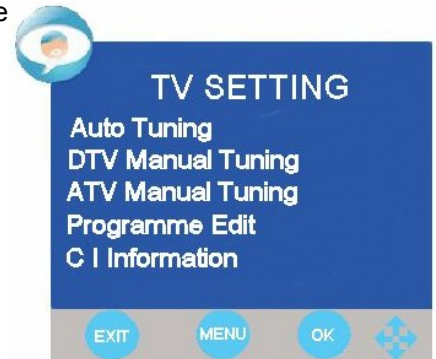 e
TV SETTING
Auto Tuning
DTV Manual Tuning
ATV Manual Tuning
Programme Edit
C I Information
EXIT MENU OK